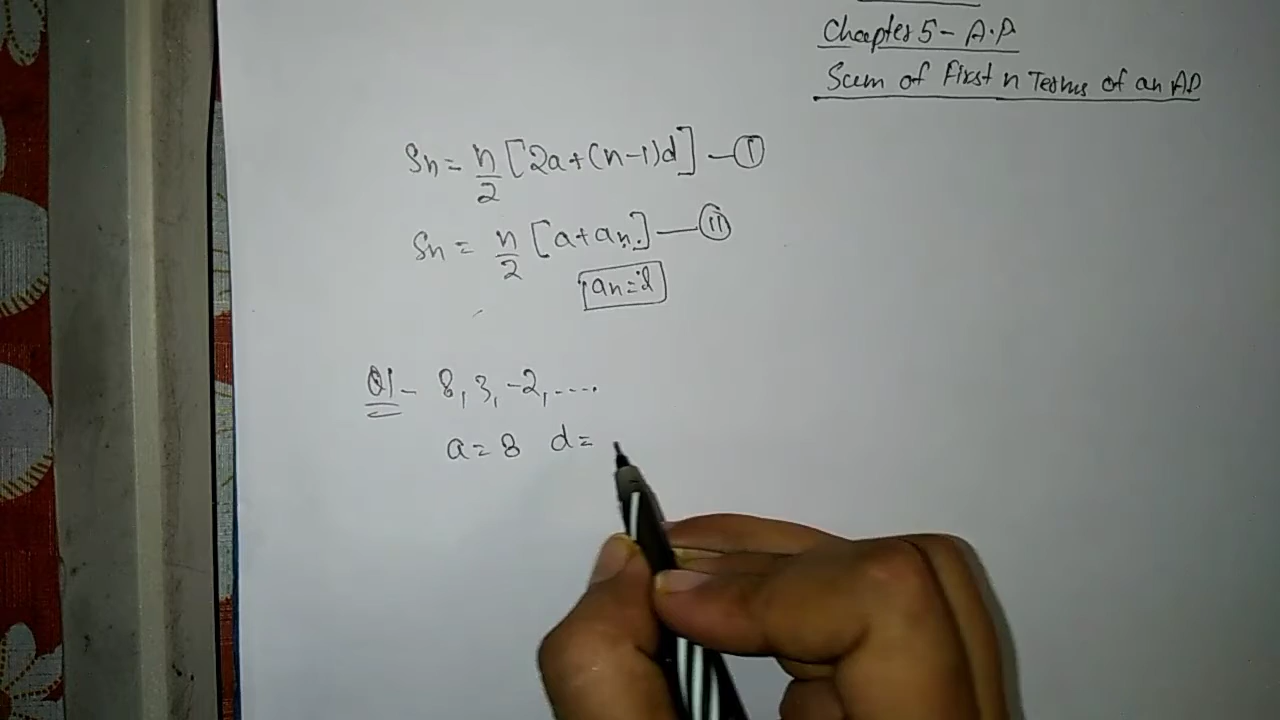 Chapter 5 - A.P
Sum of First n Terms of an AP
Sn = n/2 [2a+(n-1)d] - I
Sn = n/2 [a+an] - II
an=l
Q1- 8, 3, -2, ....
a=8 d=